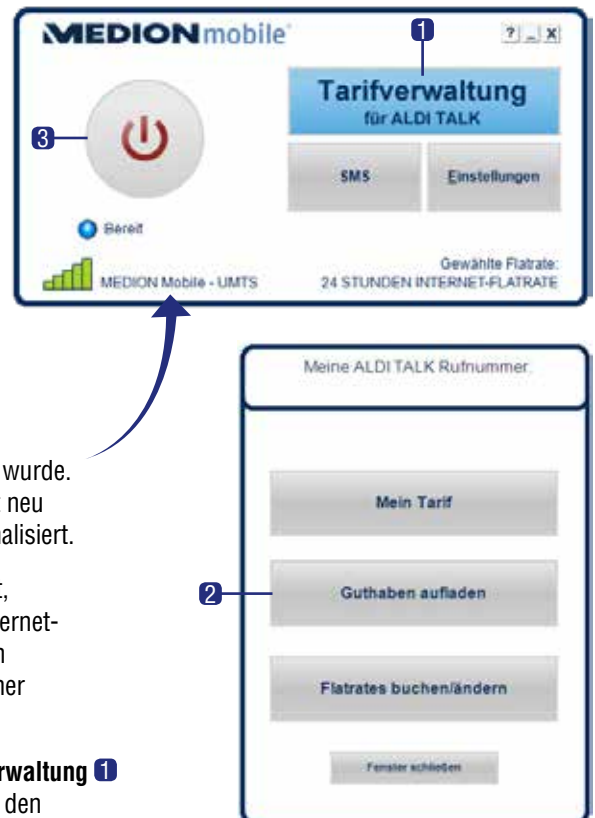 MEDION mobile
1
? _ X
Tarifverwaltung
für ALDI TALK
3
SMS
Einstellungen
Bereit
MEDION Mobile - UMTS
Gewählte Flatrate:
24 STUNDEN INTERNET-FLATRATE
Meine ALDI TALK Rufnummer:
wurde.
neu
alisiert.
Mein Tarif
2
Guthaben aufladen
ernet-
Flatrates buchen/ändern
rwaltung 1
den
Fenster schließen